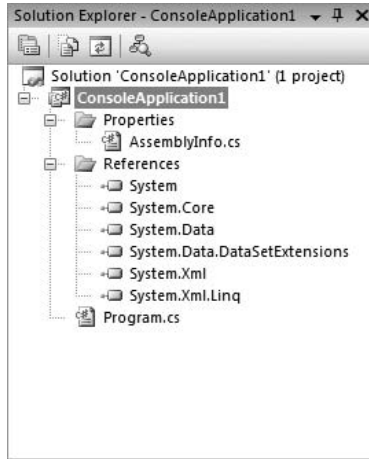 Solution Explorer - ConsoleApplication1
Solution 'ConsoleApplication1' (1 project)
ConsoleApplication1
Properties
AssemblyInfo.cs
References
System
System.Core
System.Data
System.Data.DataSetExtensions
System.Xml
System.Xml.Linq
Program.cs